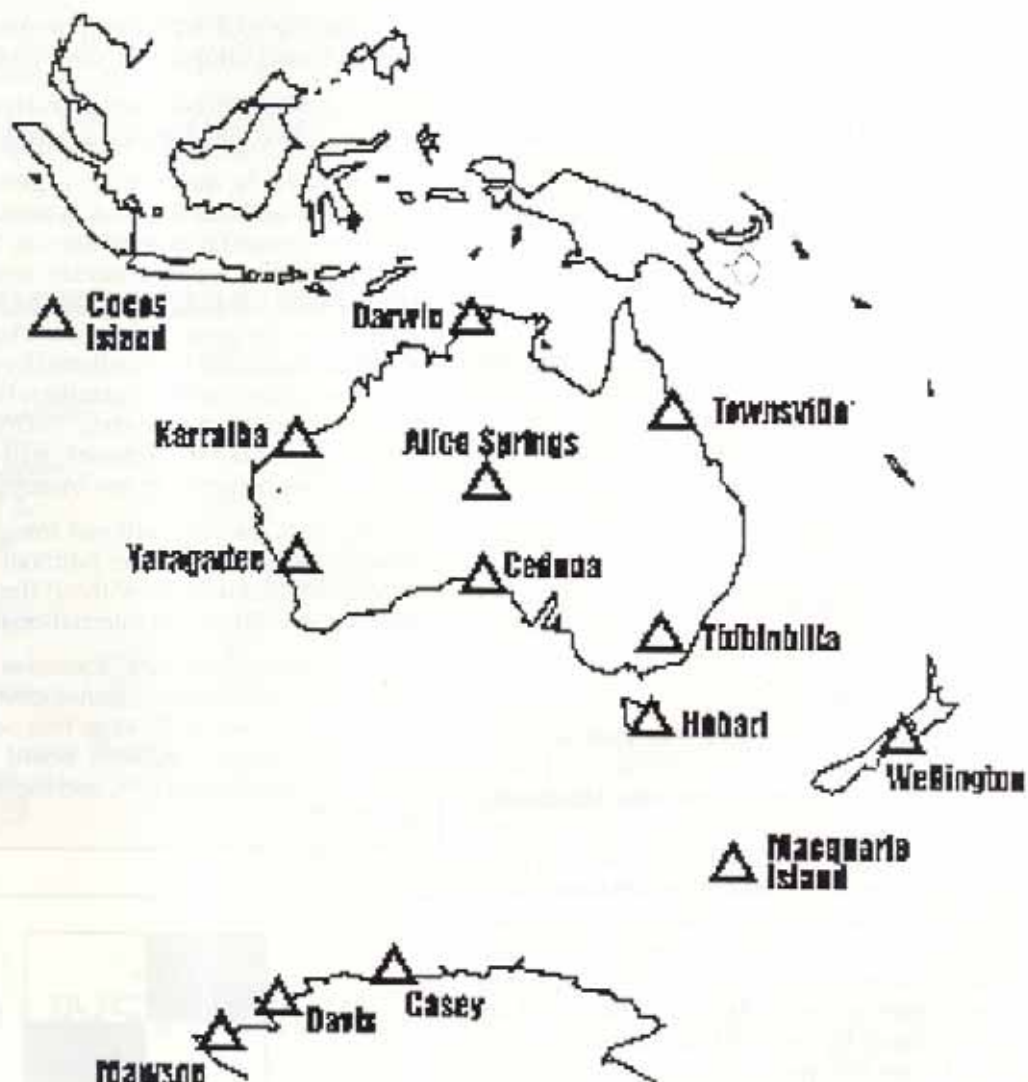 Cocos
Island
Darwin
Karratha
Alice Springs
Townsville
Yaragadee
Ceduna
Tidbinbilla
Hobart
Wellington
Macquarie
Island
Casey
Davis
Mawson